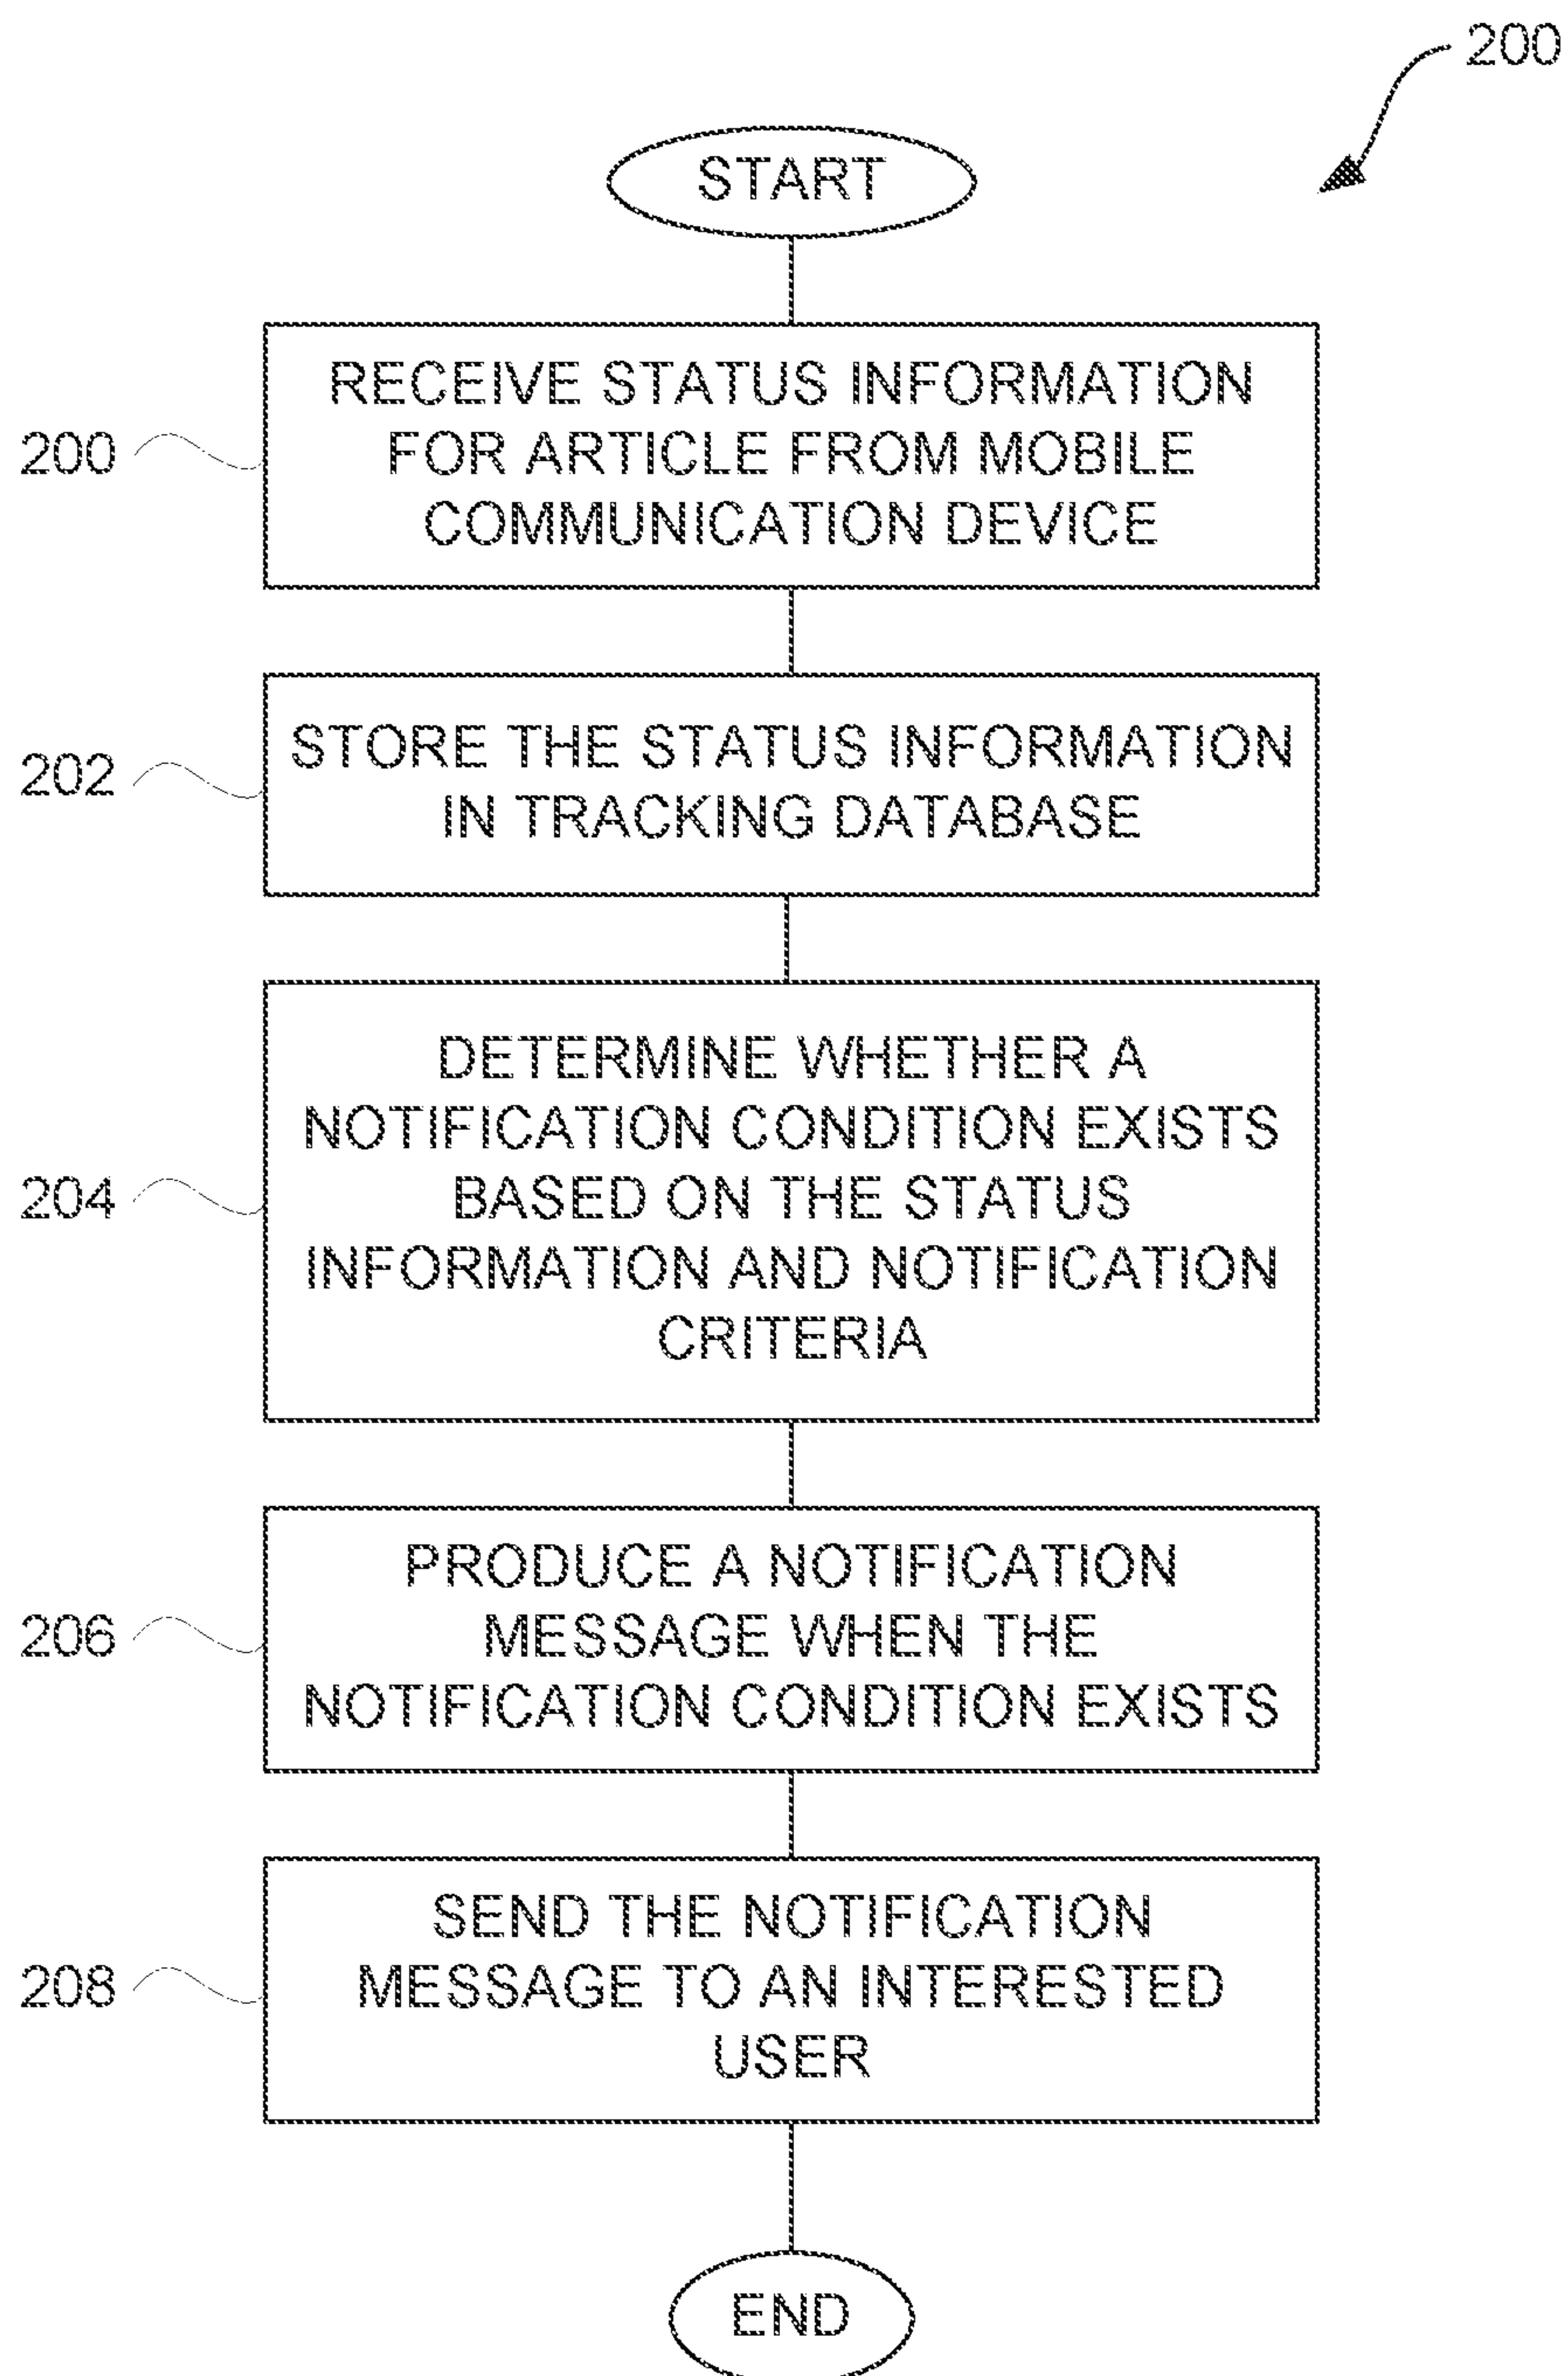 200
START
RECEIVE STATUS INFORMATION
FOR ARTICLE FROM MOBILE
COMMUNICATION DEVICE
200
STORE THE STATUS INFORMATION
IN TRACKING DATABASE
202
DETERMINE WHETHER A
NOTIFICATION CONDITION EXISTS
BASED ON THE STATUS
INFORMATION AND NOTIFICATION
CRITERIA
204
PRODUCE A NOTIFICATION
MESSAGE WHEN THE
NOTIFICATION CONDITION EXISTS
206
SEND THE NOTIFICATION
MESSAGE TO AN INTERESTED
USER
208
END